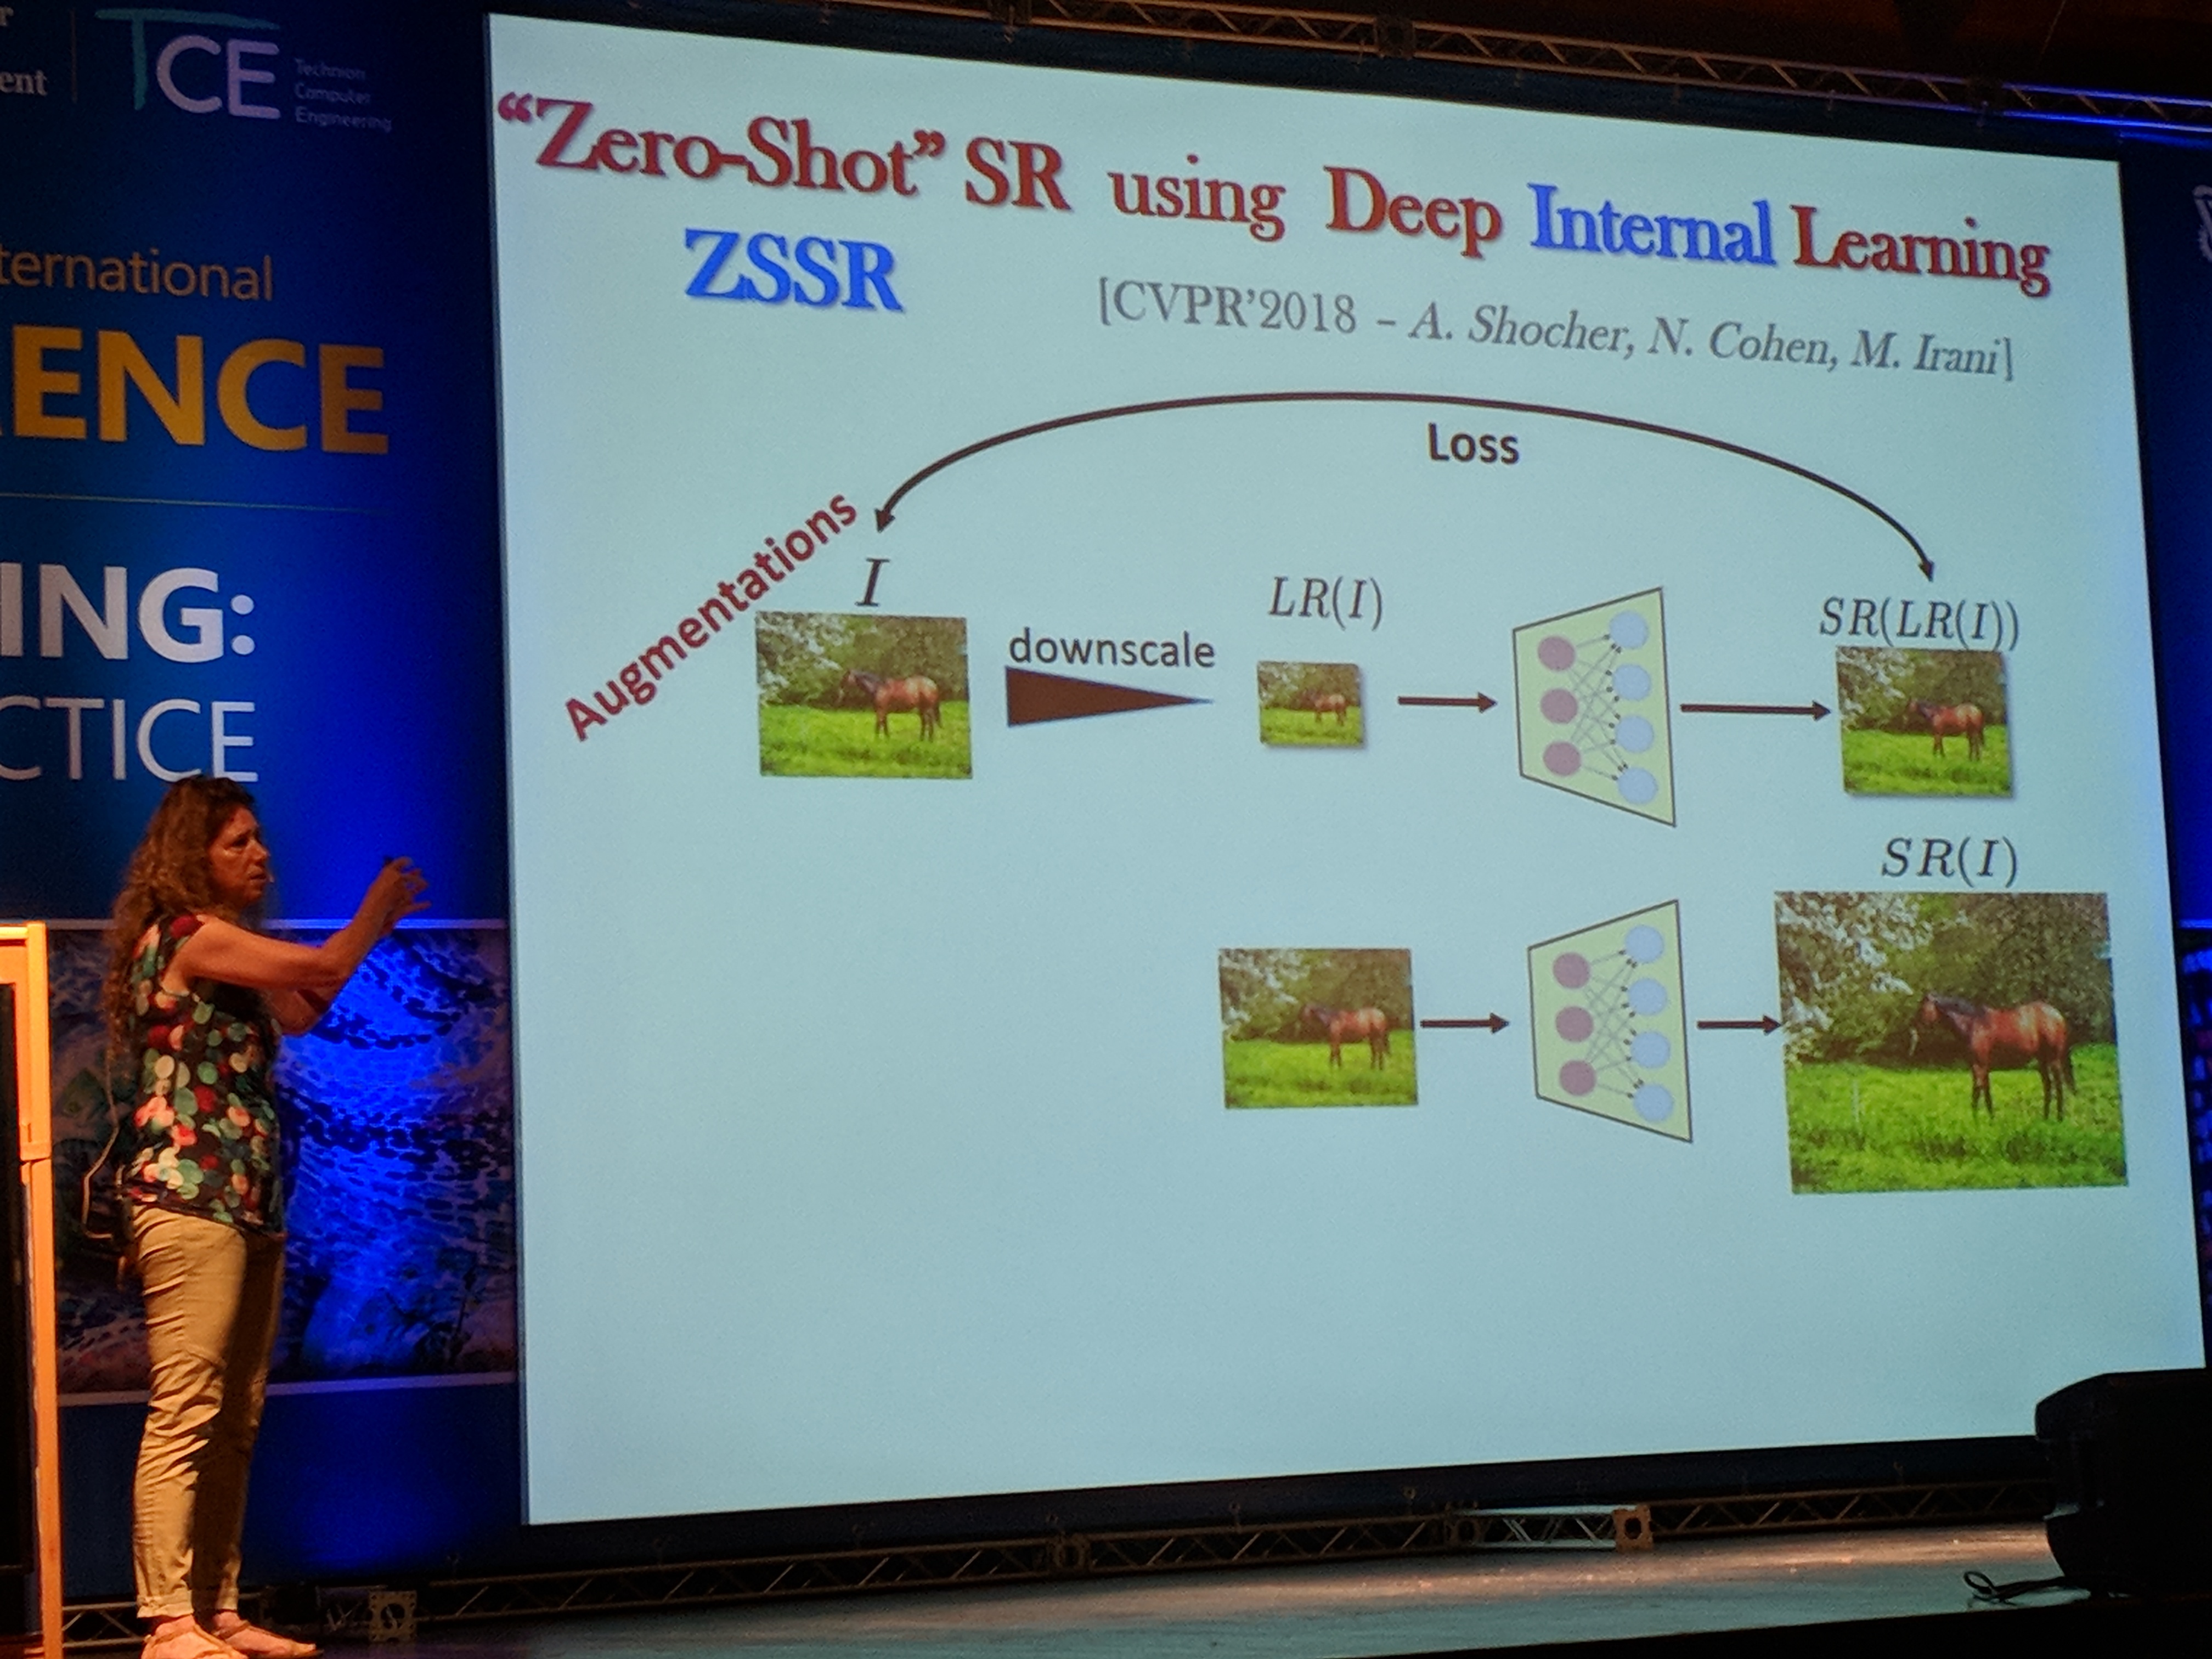 r
ent
TCE
Technion
Computer
Engineering
ternational
ENCE
ING:
CTICE
“Zero-Shot” SR using Deep Internal Learning
ZSSR
[CVPR’2018 – A. Shocher, N. Cohen, M. Irani]
Loss
Augmentations
I
downscale
LR(I)
SR(LR(I))
SR(I)